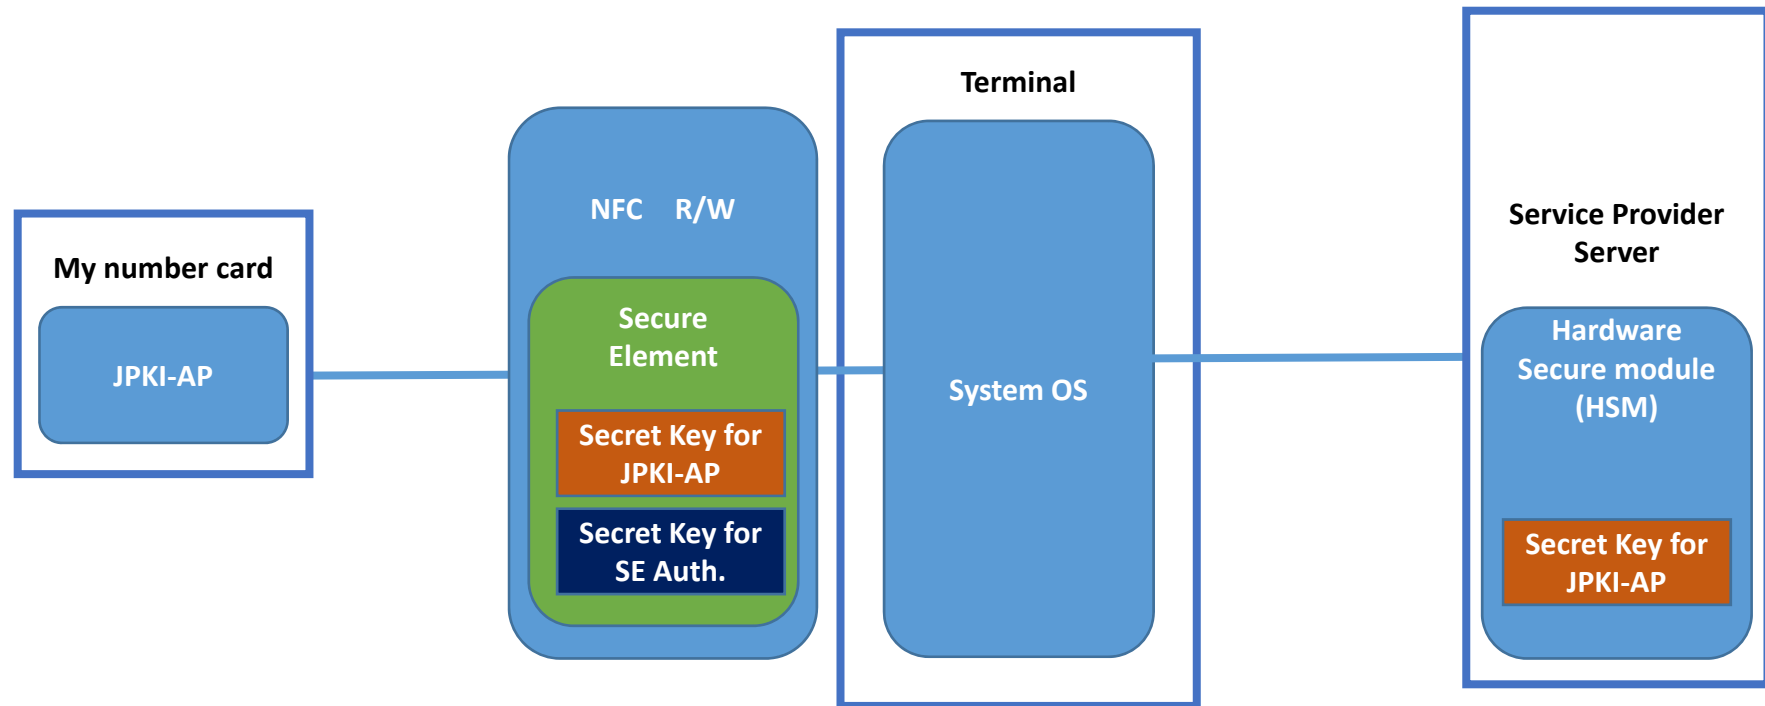 My number card
JPKI-AP
NFC R/W
Secure
Element
Secret Key for
JPKI-AP
Secret Key for
SE Auth.
Terminal
System OS
Service Provider
Server
Hardware
Secure module
(HSM)
Secret Key for
JPKI-AP